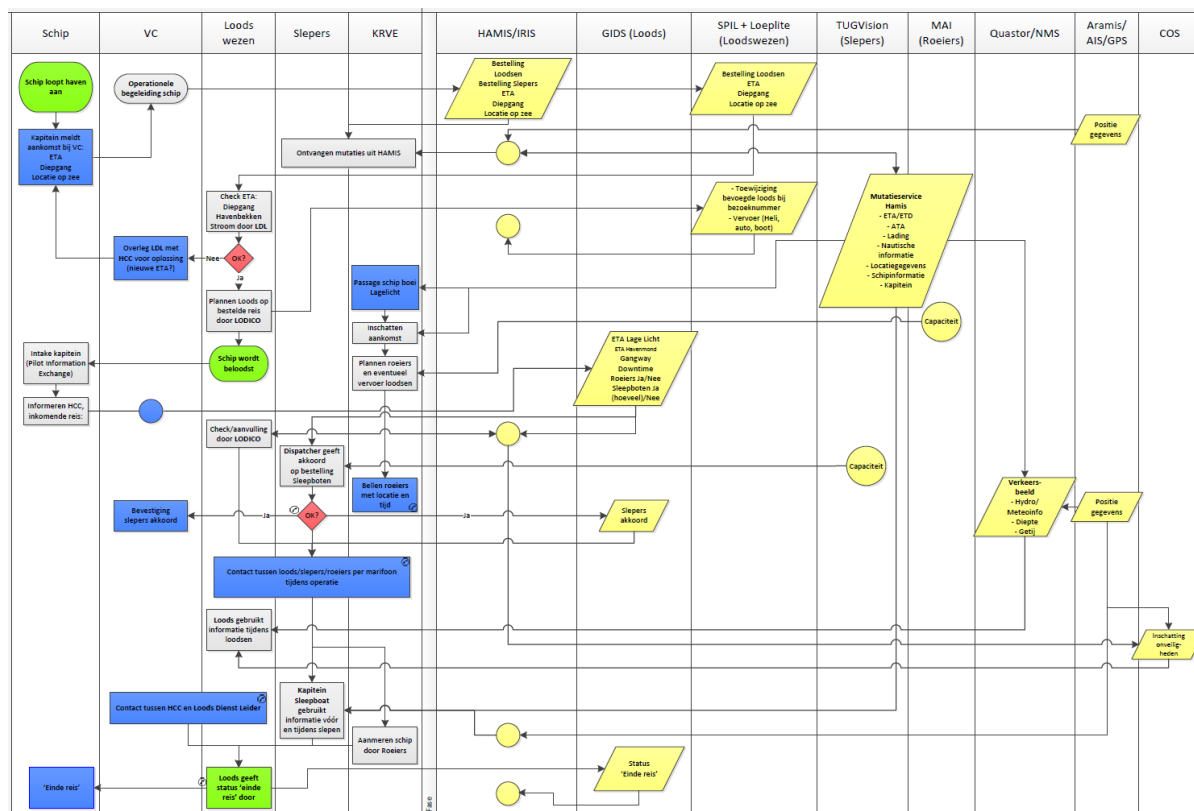 Schip
VC
Loods
wezen
Slepers
KRVE
HAMIS/IRIS
GIDS (Loods)
SPIL + Loeplite
(Loodswezen)
TUGVision
(Slepers)
MAI
(Roeiers)
Quastor/NMS
Aramis/
AIS/GPS
COS
Schip loopt haven
aan
Operationele
begeleiding schip
Bestelling
Loodsen
Bestelling Slepers
ETA
Diepgang
Locatie op zee
Bestelling Loodsen
ETA
Diepgang
Locatie op zee
Kapitein meldt
aankomst bij VC:
ETA
Diepgang
Locatie op zee
Ontvangen mutaties uit HAMIS
Positie
gegevens
Check ETA:
Diepgang
Havenbekken
Stroom door LDL
- Toewijziging
bevoegde loods bij
bezoeknummer
- Vervoer (Heli,
auto, boot)
Mutatieservice
Hamis
- ETA/ETD
- ATA
- Lading
- Nautische
informatie
- Locatiegegevens
- Schipinformatie
- Kapitein
Overleg LDL met
HCC voor oplossing
(nieuwe ETA?)
Nee
OK?
Ja
Passage schip boei
Lagelicht
Plannen Loods op
bestelde reis
door LODICO
Inschatten
aankomst
Capaciteit
Intake kapitein
(Pilot Information
Exchange)
Schip wordt
beloodst
Plannen roeiers
en eventueel
vervoer loodsen
ETA Lage Licht
ETA Havenmond
Gangway
Downtime
Roeiers Ja/Nee
Sleepboten Ja
(hoeveel)/Nee
Informeren HCC,
inkomende reis:
Check/aanvulling
door LODICO
Dispatcher geeft
akkoord
op bestelling
Sleepboten
Capaciteit
Bellen roeiers
met locatie en
tijd
Verkeers-
beeld
- Hydro/
Meteoinfo
- Diepte
- Getij
Positie
gegevens
Bevestiging
slepers akkoord
Ja
OK?
Ja
Slepers
akkoord
Contact tussen loods/slepers/roeiers per marifoon
tijdens operatie
Loods gebruikt
informatie tijdens
loodsen
Inschatting
onveilig-
heden
Kapitein
Sleepboat
gebruikt
informatie vóór
en tijdens slepen
Contact tussen HCC en Loods Dienst Leider
Aanmeren schip
door Roeiers
'Einde reis'
Loods geeft
status 'einde
reis' door
Status
'Einde reis'
Fase